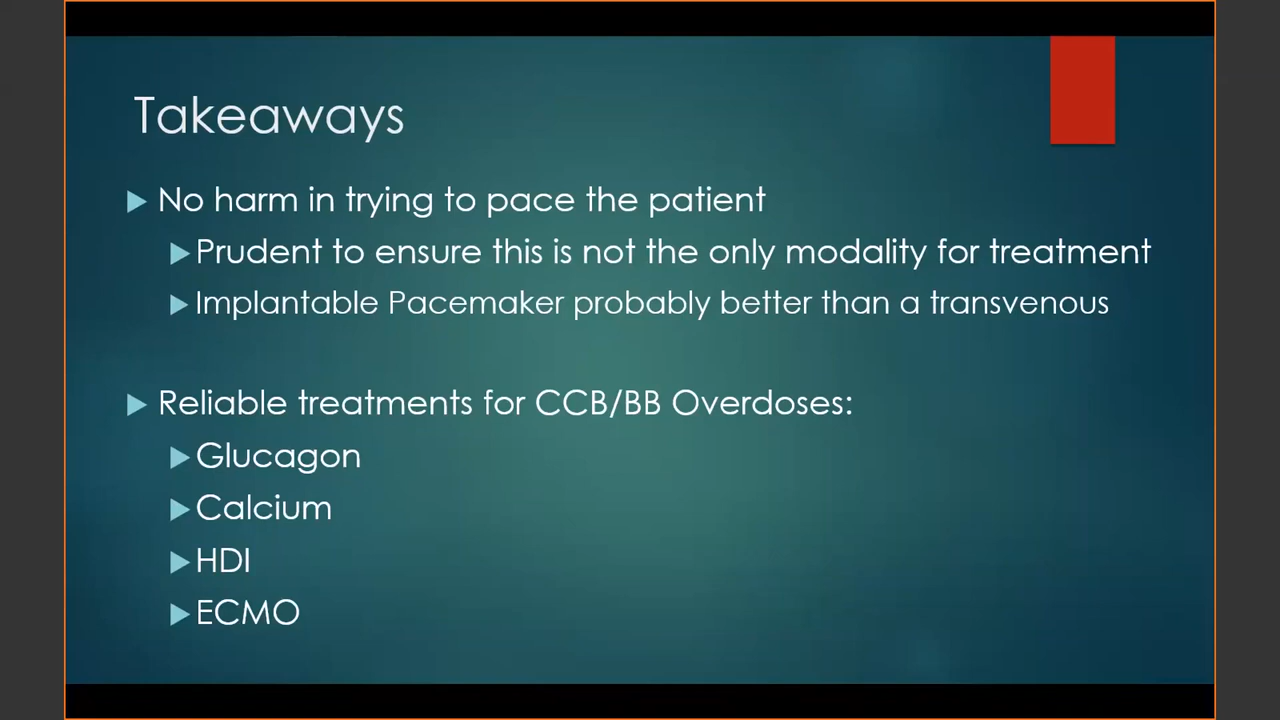 Takeaways
No harm in trying to pace the patient
Prudent to ensure this is not the only modality for treatment
Implantable Pacemaker probably better than a transvenous
Reliable treatments for CCB/BB Overdoses:
Glucagon
Calcium
HDI
ECMO